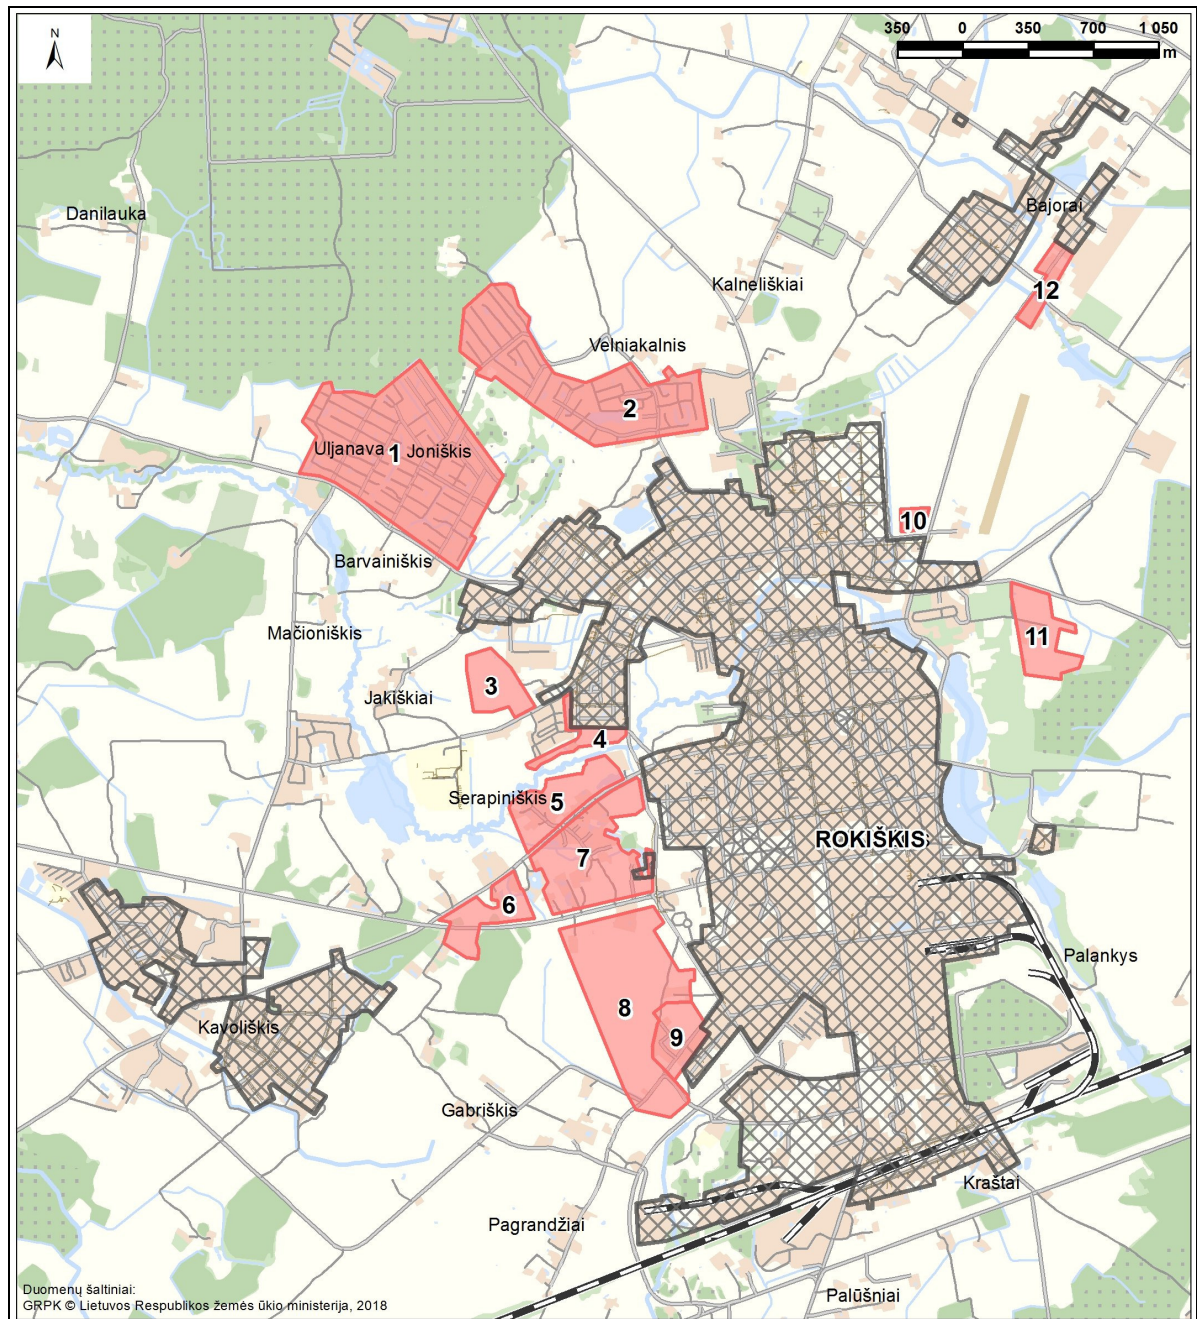 N
350 0 350 700 1 050
m
Danilauka
Bajorai
Kalneliškiai
12
Velniakalnis
2
Uljanava 1 Joniškis
10
Barvainiškis
Mačioniškis
11
3
Jakiškiai
4
Serapiniškis 5
ROKIŠKIS
7
6
Palankys
8
Kavoliškis
9
Gabriškis
Kraštai
Pagrandžiai
Duomenų šaltiniai:
GRPK © Lietuvos Respublikos žemės ūkio ministerija, 2018
Palūšniai